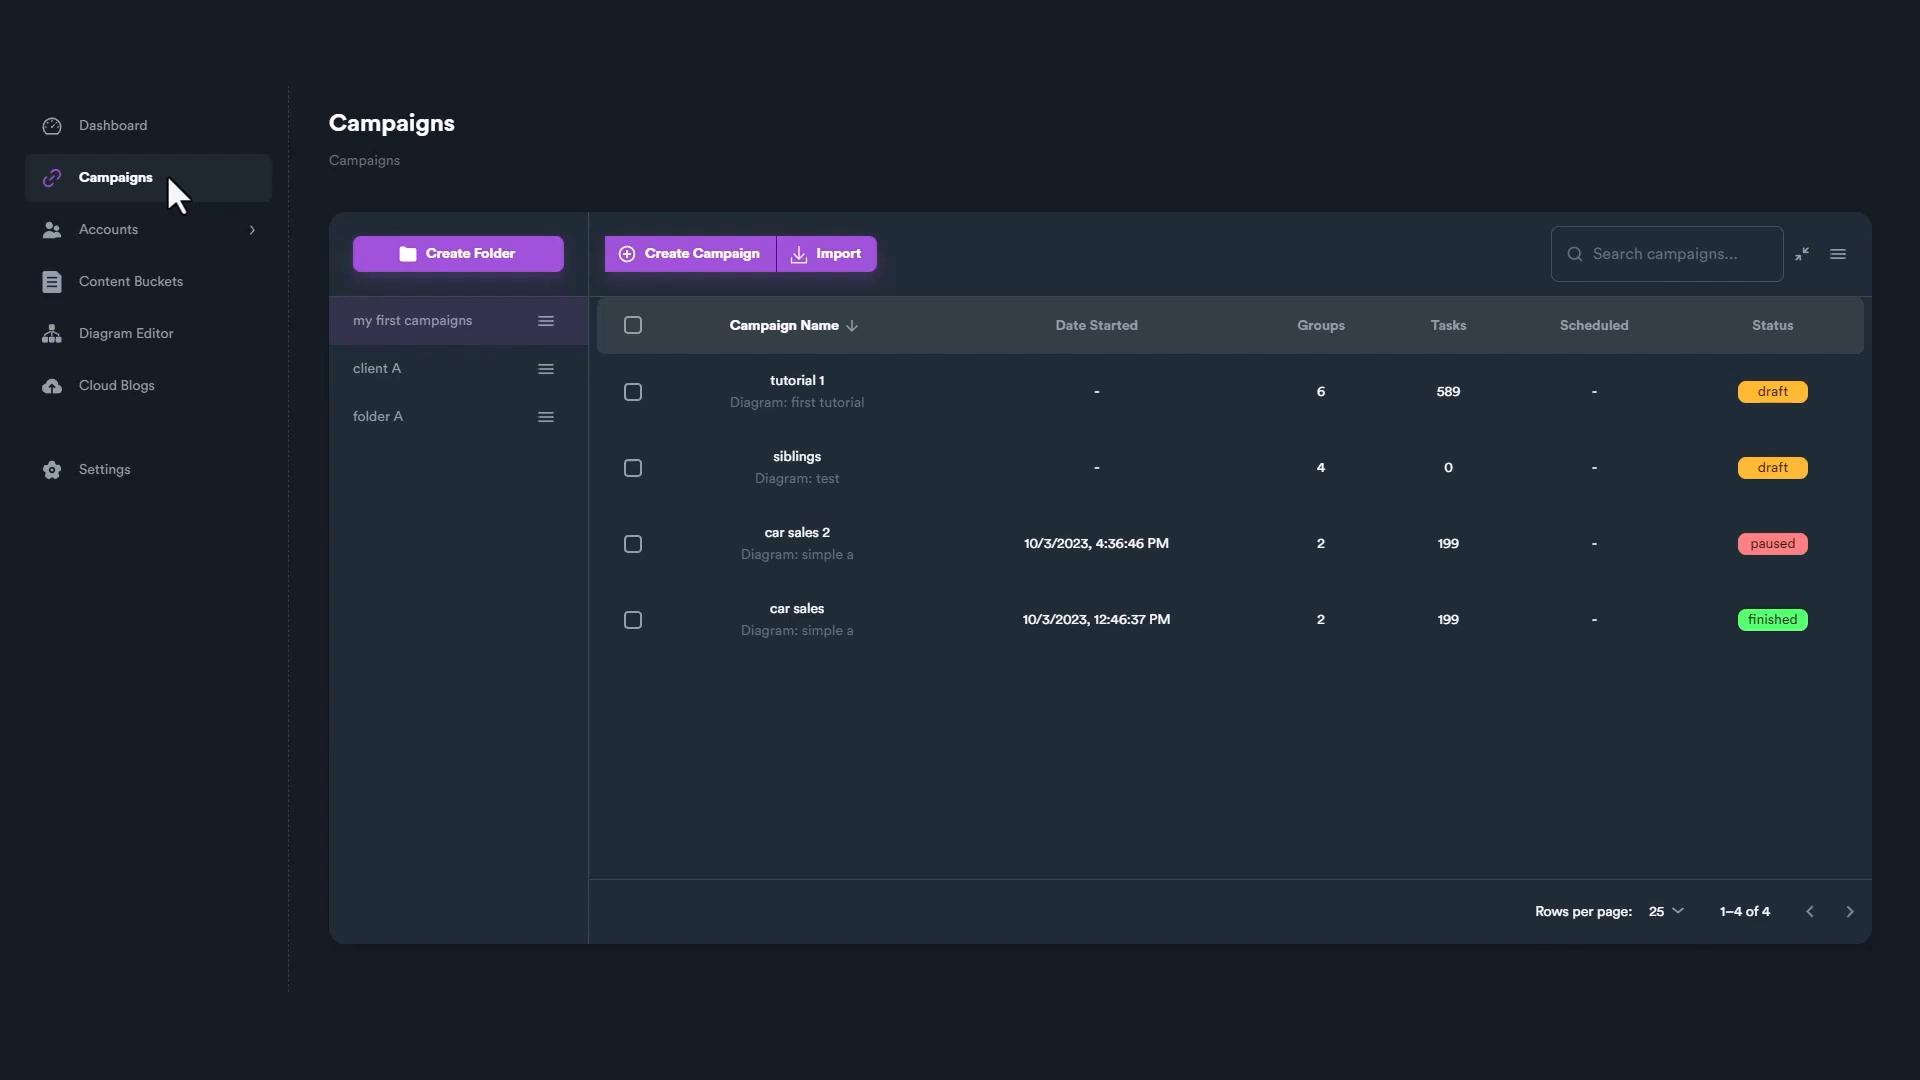 Dashboard
Campaigns
Accounts
Content Buckets
Diagram Editor
Cloud Blogs
Settings
Campaigns
Campaigns
Create Folder
my first campaigns
client A
folder A
Create Campaign Import
Search campaigns...
Campaign Name Date Started Groups Tasks Scheduled Status
tutorial 1
Diagram: first tutorial
- 6 589 - draft
siblings
Diagram: test
- 4 0 - draft
car sales 2
Diagram: simple a
10/3/2023, 4:36:46 PM 2 199 - paused
car sales
Diagram: simple a
10/3/2023, 12:46:37 PM 2 199 - finished
Rows per page: 25 1–4 of 4